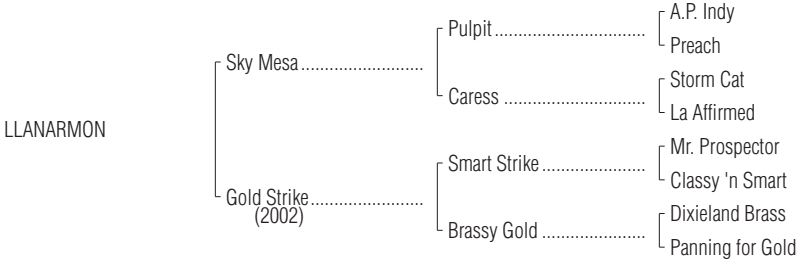 A.P. Indy
Pulpit..................................
Preach
Sky Mesa..........................
Storm Cat
Caress ................................
La Affirmed
LLANARMON
Mr. Prospector
Smart Strike......................
Classy 'n Smart
Gold Strike........................
(2002)
Dixieland Brass
Brassy Gold ......................
Panning for Gold